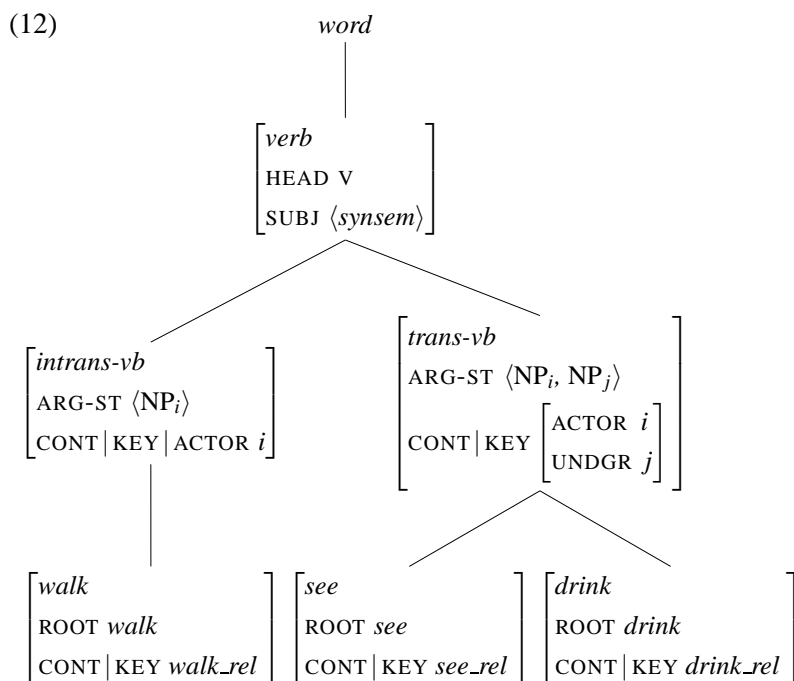 (12)
word
verb
HEAD V
SUBJ ⟨synsem⟩
intrans-vb
ARG-ST ⟨NPi⟩
CONT|KEY|ACTOR i
trans-vb
ARG-ST ⟨NPi, NPj⟩
CONT|KEY [ACTOR i
UNDGR j]
walk
ROOT walk
CONT|KEY walk_rel
see
ROOT see
CONT|KEY see_rel
drink
ROOT drink
CONT|KEY drink_rel